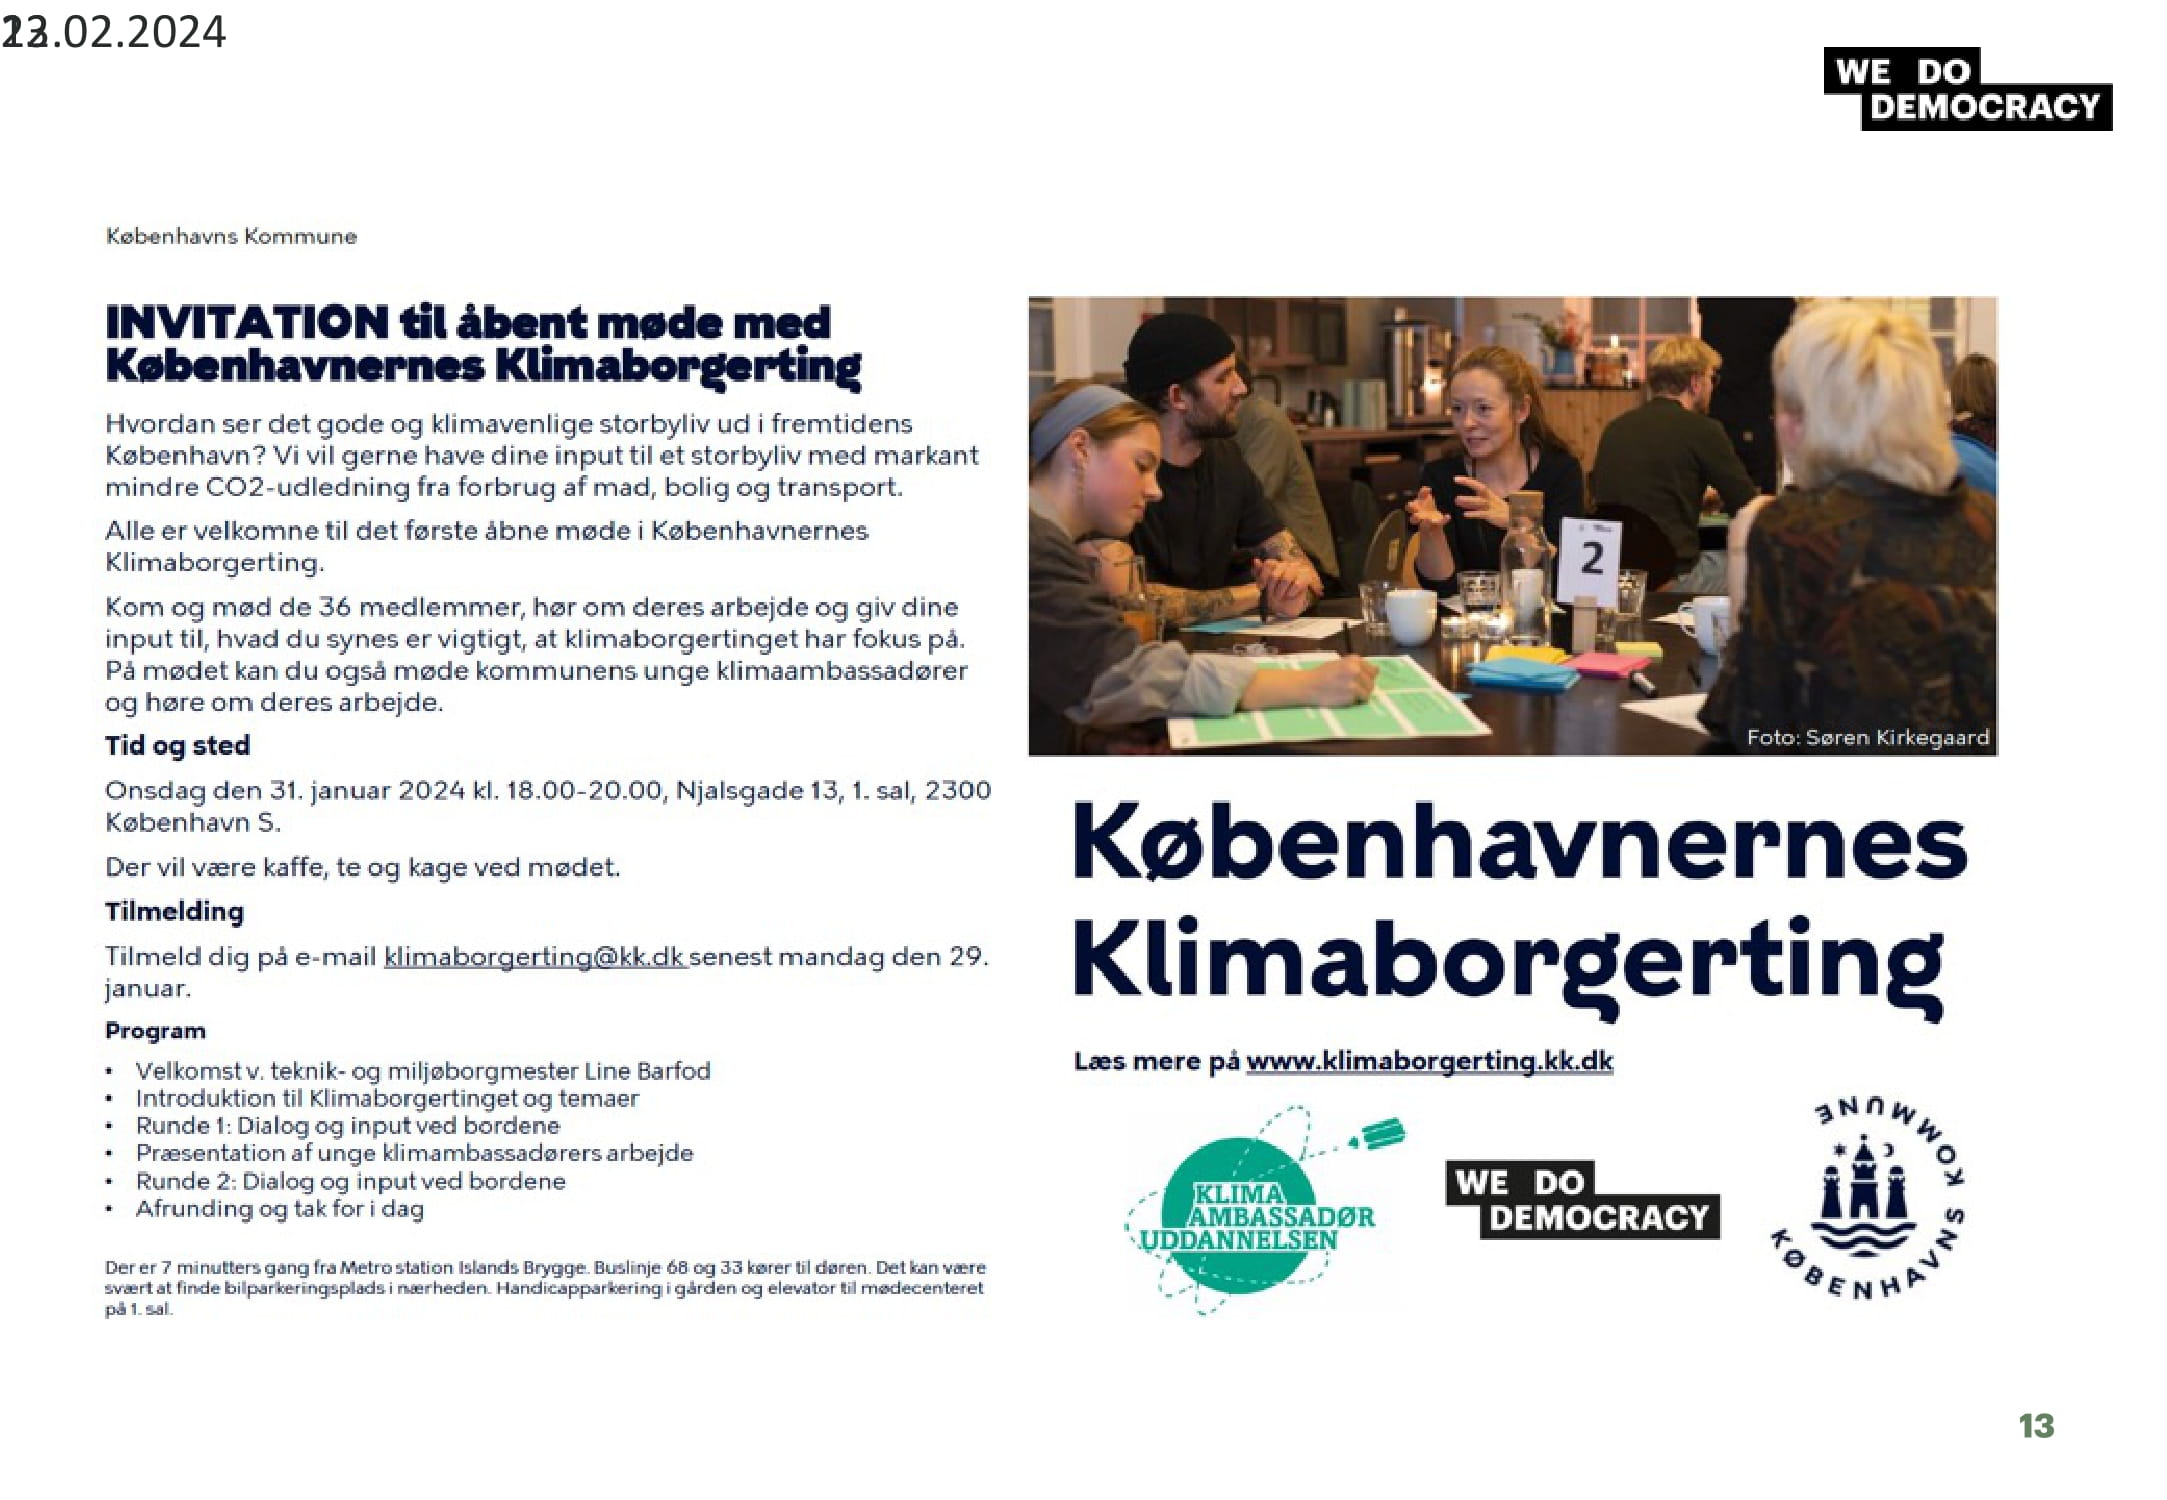 .02.2024
WE DO
DEMOCRACY
Københavns Kommune
INVITATION til åbent møde med
Københavnernes Klimaborgerting
Hvordan ser det gode og klimavenlige storbyliv ud i fremtidens
København? Vi vil gerne have dine input til et storbyliv med markant
mindre CO2-udledning fra forbrug af mad, bolig og transport.
Alle er velkomne til det første åbne møde i Københavnernes
Klimaborgerting.
Kom og mød de 36 medlemmer, hør om deres arbejde og giv dine
input til, hvad du synes er vigtigt, at klimaborgertinget har fokus på.
På mødet kan du også møde kommunens unge klimaambassadører
og høre om deres arbejde.
Tid og sted
Onsdag den 31. januar 2024 kl. 18.00-20.00, Njalsgade 13, 1. sal, 2300
København S.
Der vil være kaffe, te og kage ved mødet.
Tilmelding
Tilmeld dig på e-mail klimaborgerting@kk.dk senest mandag den 29.
januar.
Program
• Velkomst v. teknik- og miljøborgmester Line Barfod
• Introduktion til Klimaborgertinget og temaer
• Runde 1: Dialog og input ved bordene
• Præsentation af unge klimambassadørers arbejde
• Runde 2: Dialog og input ved bordene
• Afrunding og tak for i dag
Der er 7 minutters gang fra Metro station Islands Brygge. Buslinje 68 og 33 kører til døren. Det kan være
svært at finde bilparkeringsplads i nærheden. Handicapparkering i gården og elevator til mødecenteret
på 1. sal.
2
Foto: Søren Kirkegaard
Københavnernes
Klimaborgerting
Læs mere på www.klimaborgerting.kk.dk
KLIMA
AMBASSADØR
UDDANNELSEN
WE DO
DEMOCRACY
KØBENHAVNS KOMMUNE
13